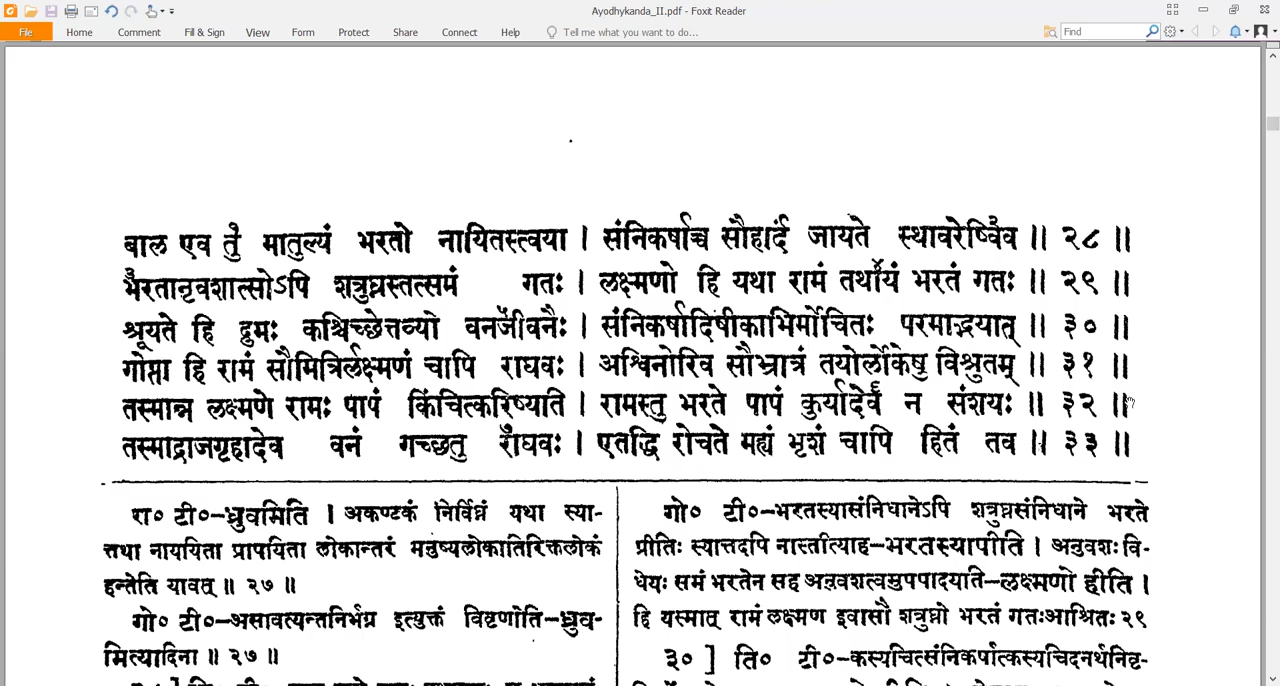 Ayodhykanda_II.pdf - Foxit Reader
File Home Comment Fill & Sign View Form Protect Share Connect Help Tell me what you want to do... Find
बाल एव तु मातुल्यं भरतो नायितस्त्वया । संनिकर्षाच्च सौहार्दं जायते स्थावरेष्विव ॥ २८ ॥
भरतानुवशात्सोऽपि शत्रुघ्नस्तत्समं गतः । लक्ष्मणो हि यथा रामं तथायं भरतं गतः ॥ २९ ॥
श्रूयते हि द्रुमः कश्चिच्छेत्तव्यो वनजीवनैः । संनिकर्षादिषीकाभिर्मोचितः परमाद्भयात् ॥ ३० ॥
गोप्ता हि रामं सौमित्रिर्लक्ष्मणं चापि राघवः । अश्विनोरिव सौभ्रात्रं तयोर्लोकेषु विश्रुतम् ॥ ३१ ॥
तस्मान्न लक्ष्मणे रामः पापं किंचित्करिष्यति । रामस्तु भरते पापं कुर्यादेवं न संशयः ॥ ३२ ॥
तस्माद्राजगृहादेव वनं गच्छतु राघवः । एतद्धि रोचते मह्यं भृशं चापि हितं तव ॥ ३३ ॥
रा० टी०-ध्रुवमिति । अकण्टकं निर्विघ्नं यथा स्या-
त्तथा नाययिता प्रापयिता लोकान्तरं मनुष्यलोकातिरिक्तलोकं
हन्तेति यावत् ॥ २७ ॥
गो० टी०-असावत्यन्तनिर्भग्न इत्युक्तं विवृणोति-ध्रुव-
मित्यादिना ॥ २७ ॥
गो० टी०-भरतस्यासंनिधानेऽपि शत्रुघ्नसंनिधाने भरते
प्रीतिः स्यात्तदपि नास्तीत्याह-भरतस्यापीति । अनुवशः वि-
धेयः समं भरतेन सह अनुवशत्वमुपपादयति-लक्ष्मणो हीति ।
हि यस्मात् रामं लक्ष्मण इवासौ शत्रुघ्नो भरतं गतःआश्रितः २९
३० ] ति० टी०-कस्यचित्संनिकर्षात्कस्यचिदनर्थनिवृ-